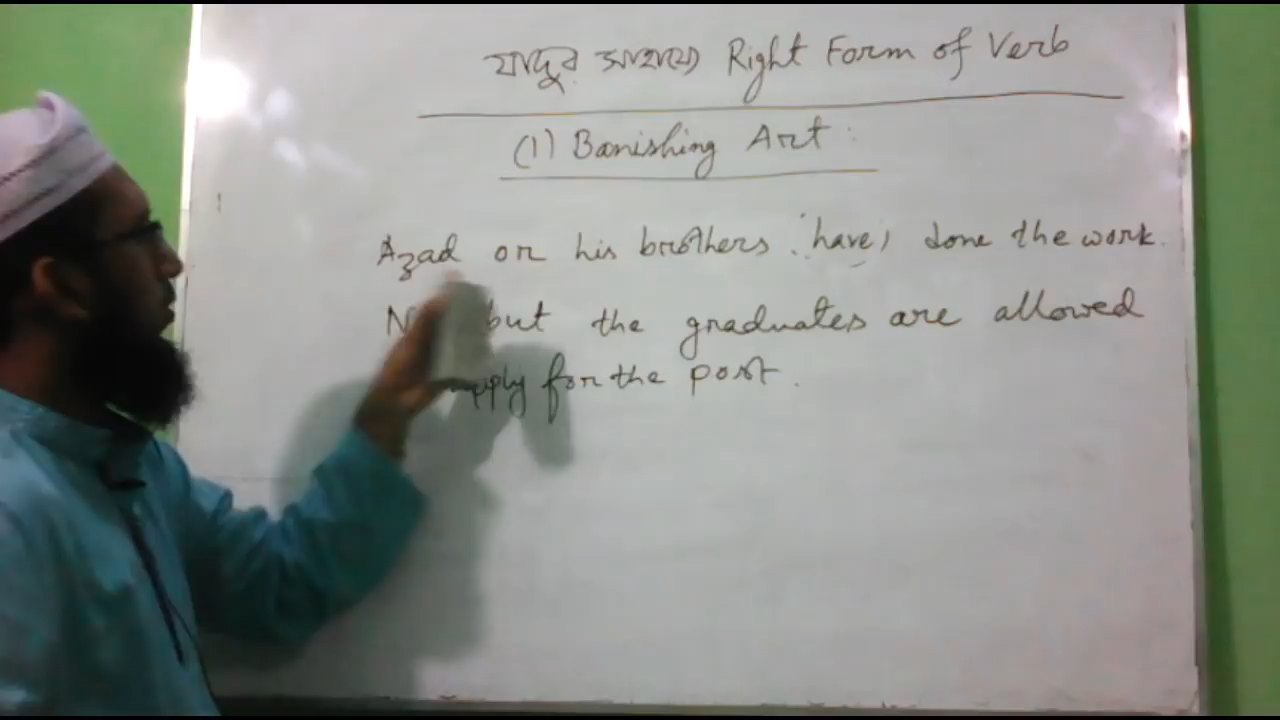 যাদুর সাহায্যে Right Form of Verb
(1) Banishing Art :
Azad or his brothers (have) done the work.
but the graduates are allowed
apply for the post.